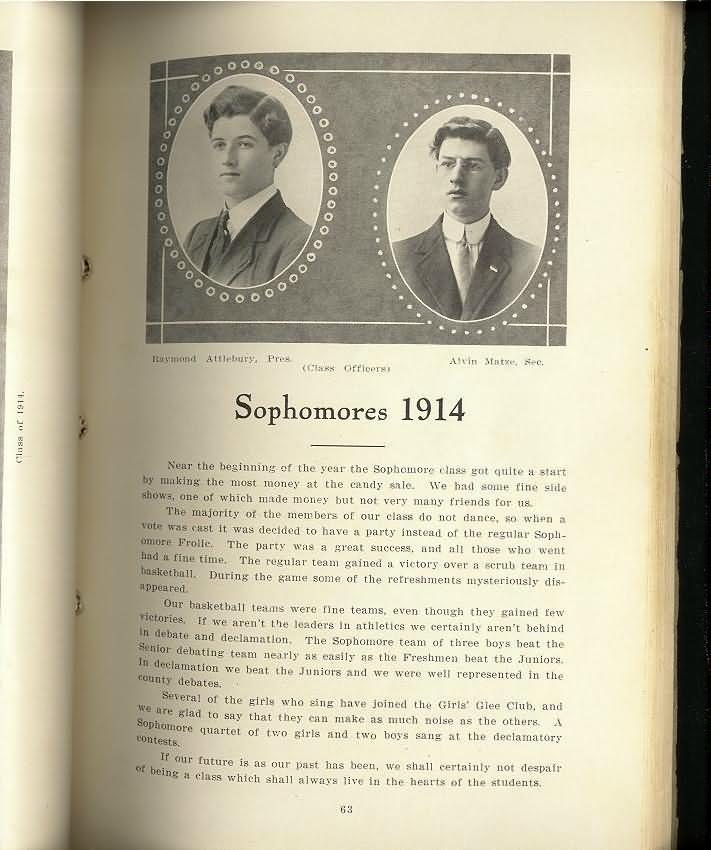 Class of 1914.
Raymond Attlebury, Pres.
(Class Officers)
Alvin Matze, Sec.
Sophomores 1914
Near the beginning of the year the Sophomore class got quite a start
by making the most money at the candy sale. We had some fine side
shows, one of which made money but not very many friends for us.
The majority of the members of our class do not dance, so when a
vote was cast it was decided to have a party instead of the regular Soph-
omore Frolic. The party was a great success, and all those who went
had a fine time. The regular team gained a victory over a scrub team in
basketball. During the game some of the refreshments mysteriously dis-
appeared.
Our basketball teams were fine teams, even though they gained few
victories. If we aren't the leaders in athletics we certainly aren't behind
in debate and declamation. The Sophomore team of three boys beat the
Senior debating team nearly as easily as the Freshmen beat the Juniors.
In declamation we beat the Juniors and we were well represented in the
county debates.
Several of the girls who sing have joined the Girls' Glee Club, and
we are glad to say that they can make as much noise as the others. A
Sophomore quartet of two girls and two boys sang at the declamatory
contests.
If our future is as our past has been, we shall certainly not despair
of being a class which shall always live in the hearts of the students.
63